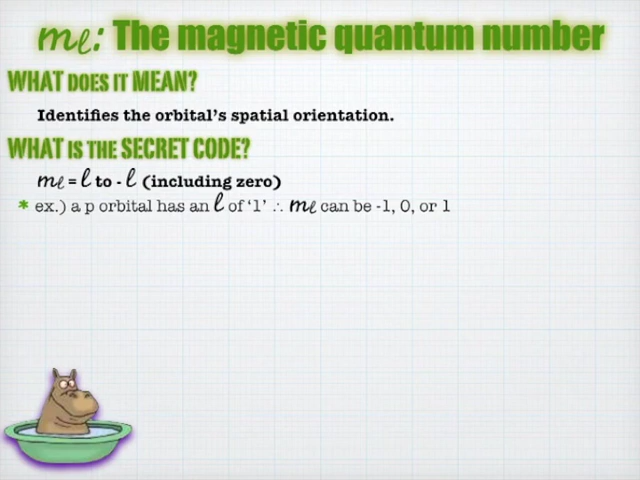 mℓ: The magnetic quantum number
WHAT DOES IT MEAN?
Identifies the orbital's spatial orientation.
WHAT IS THE SECRET CODE?
mℓ = ℓ to - ℓ (including zero)
* ex.) a p orbital has an ℓ of '1' ∴ mℓ can be -1, 0, or 1